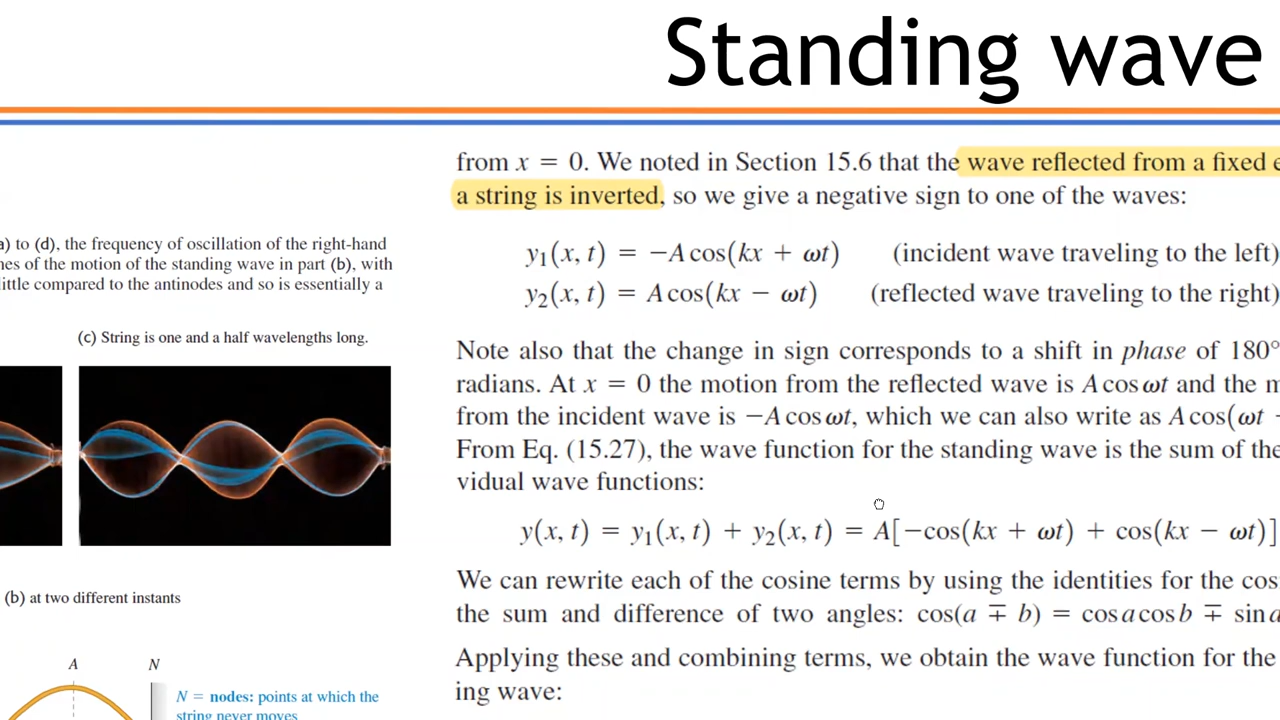 Standing wave
a) to (d), the frequency of oscillation of the right-hand
nes of the motion of the standing wave in part (b), with
little compared to the antinodes and so is essentially a
(c) String is one and a half wavelengths long.
(b) at two different instants
A N
N = nodes: points at which the
string never moves
from x = 0. We noted in Section 15.6 that the wave reflected from a fixed e
a string is inverted, so we give a negative sign to one of the waves:
y₁(x, t) = −A cos(kx + ωt) (incident wave traveling to the left)
y₂(x, t) = A cos(kx − ωt) (reflected wave traveling to the right)
Note also that the change in sign corresponds to a shift in phase of 180°
radians. At x = 0 the motion from the reflected wave is A cos ωt and the m
from the incident wave is −A cos ωt, which we can also write as A cos(ωt
From Eq. (15.27), the wave function for the standing wave is the sum of the
vidual wave functions:
y(x, t) = y₁(x, t) + y₂(x, t) = A[−cos(kx + ωt) + cos(kx − ωt)]
We can rewrite each of the cosine terms by using the identities for the cos
the sum and difference of two angles: cos(a ∓ b) = cos a cos b ∓ sin a
Applying these and combining terms, we obtain the wave function for the
ing wave: